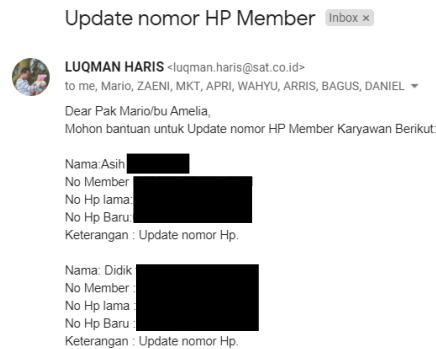 Update nomor HP Member Inbox ×
LUQMAN HARIS <luqman.haris@sat.co.id>
to me, Mario, ZAENI, MKT, APRI, WAHYU, ARRIS, BAGUS, DANIEL
Dear Pak Mario/bu Amelia,
Mohon bantuan untuk Update nomor HP Member Karyawan Berikut:
Nama:Asih
No Member
No Hp lama:
No Hp Baru:
Keterangan : Update nomor Hp.
Nama: Didik
No Member :
No Hp lama :
No Hp Baru :
Keterangan : Update nomor Hp.